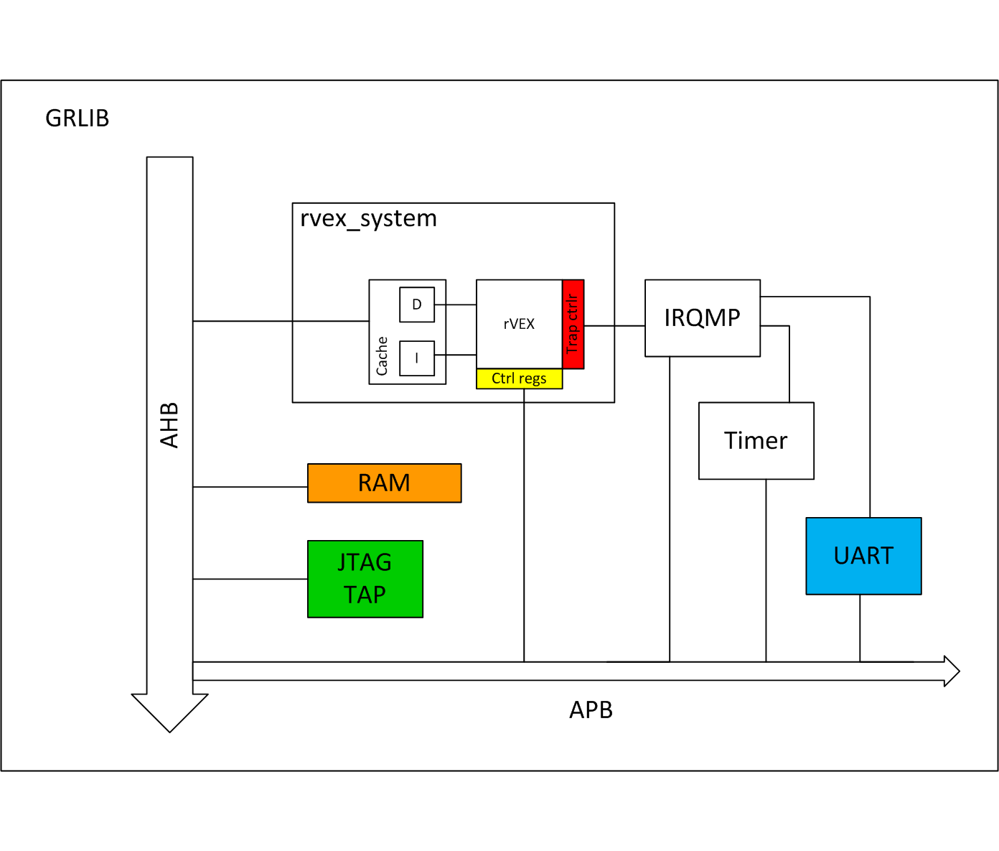 GRLIB
rvex_system
D
I
Cache
rVEX
Trap ctrlr
Ctrl regs
IRQMP
AHB
Timer
RAM
UART
JTAG
TAP
APB